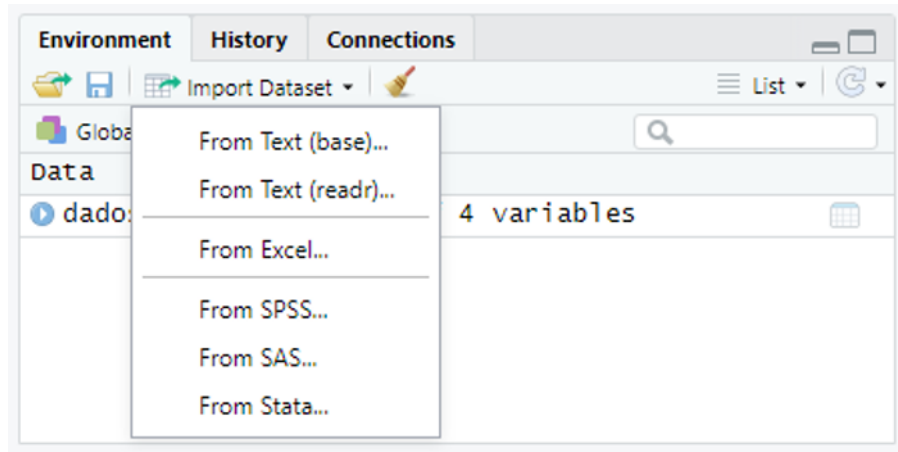 Environment History Connections
Import Dataset List
Globa
Data
dado: 4 variables
From Text (base)...
From Text (readr)...
From Excel...
From SPSS...
From SAS...
From Stata...